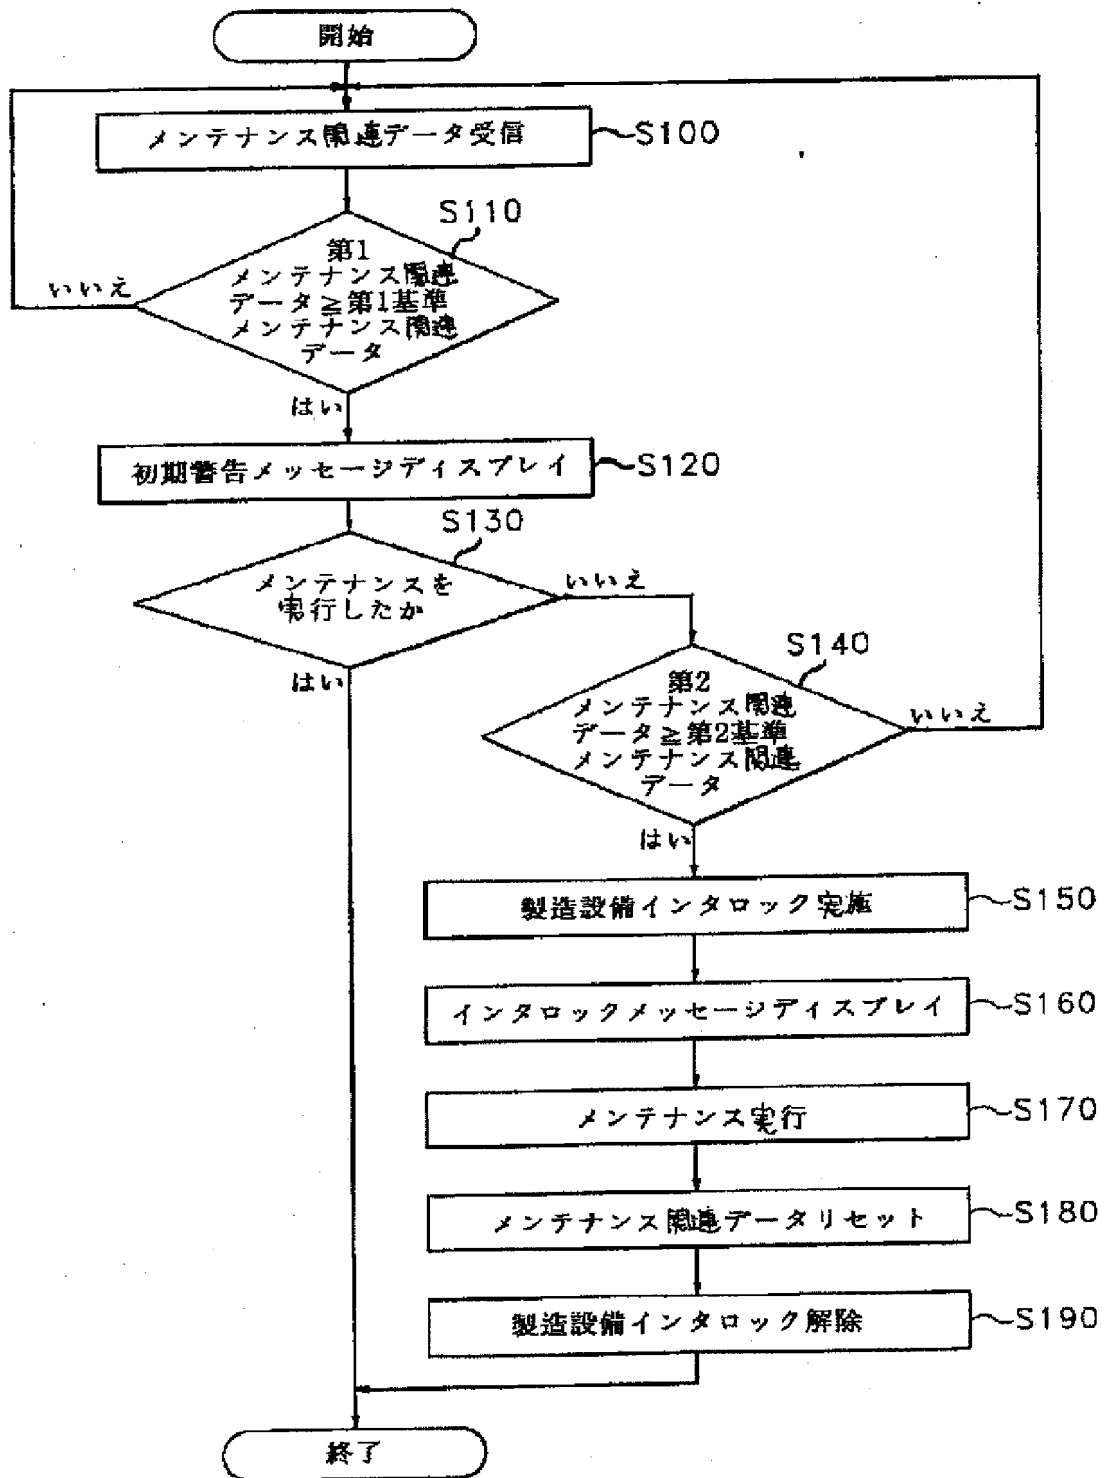 開始
メンテナンス関連データ受信
S100
S110
第1
メンテナンス関連
データ≧第1基準
メンテナンス関連
データ
いいえ
はい
初期警告メッセージディスプレイ
S120
S130
メンテナンスを
実行したか
いいえ
はい
S140
第2
メンテナンス関連
データ≧第2基準
メンテナンス関連
データ
いいえ
はい
製造設備インタロック実施
S150
インタロックメッセージディスプレイ
S160
メンテナンス実行
S170
メンテナンス関連データリセット
S180
製造設備インタロック解除
S190
終了